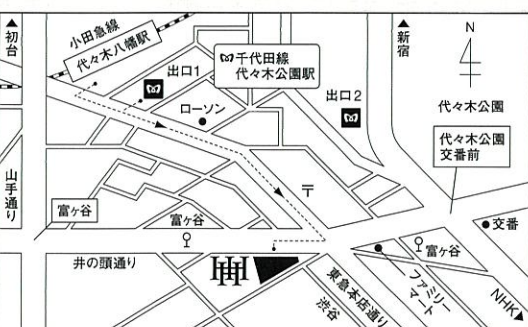 ▲初台
小田急線
代々木八幡駅
出口1
千代田線
代々木公園駅
▲新宿
N
代々木公園
出口2
代々木公園
交番前
ローソン
山手通り
富ヶ谷
富ヶ谷
〒
交番
富ヶ谷
井の頭通り
HH
東急本店通り
渋谷
ファミリー
マート
NHK▶